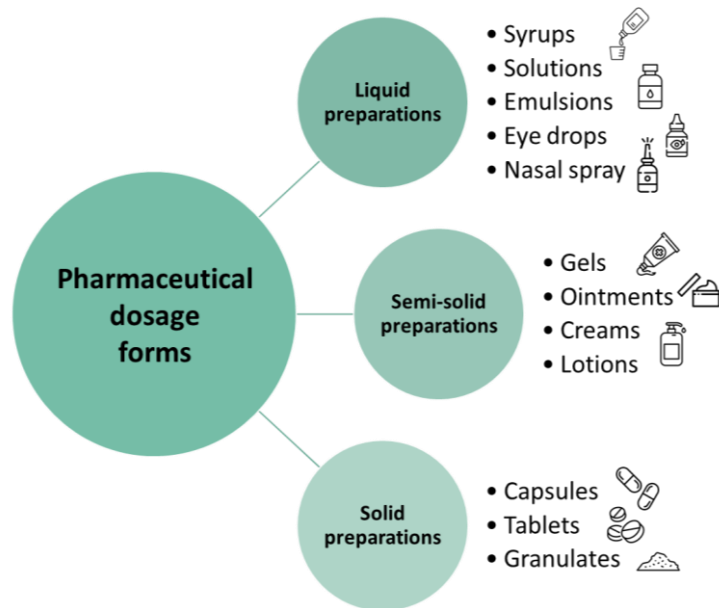 Pharmaceutical
dosage
forms
Liquid
preparations
• Syrups
• Solutions
• Emulsions
• Eye drops
• Nasal spray
Semi-solid
preparations
• Gels
• Ointments
• Creams
• Lotions
Solid
preparations
• Capsules
• Tablets
• Granulates